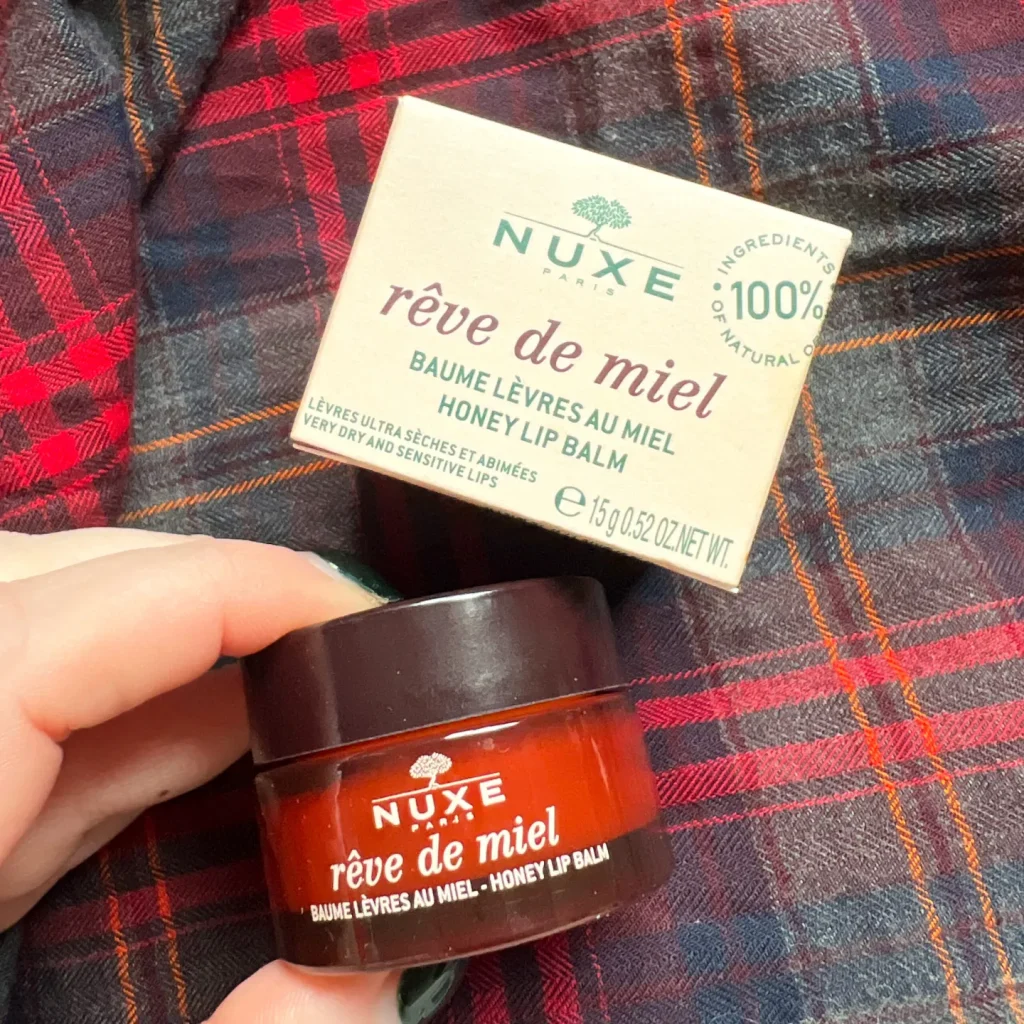 NUXE
PARIS
rêve de miel
BAUME LÈVRES AU MIEL
HONEY LIP BALM
LÈVRES ULTRA SÈCHES ET ABIMÉES
VERY DRY AND SENSITIVE LIPS
e 15g 0.52 OZ.NET WT.
INGREDIENTS
100%
OF NATURAL O
NUXE
PARIS
rêve de miel
BAUME LÈVRES AU MIEL - HONEY LIP BALM